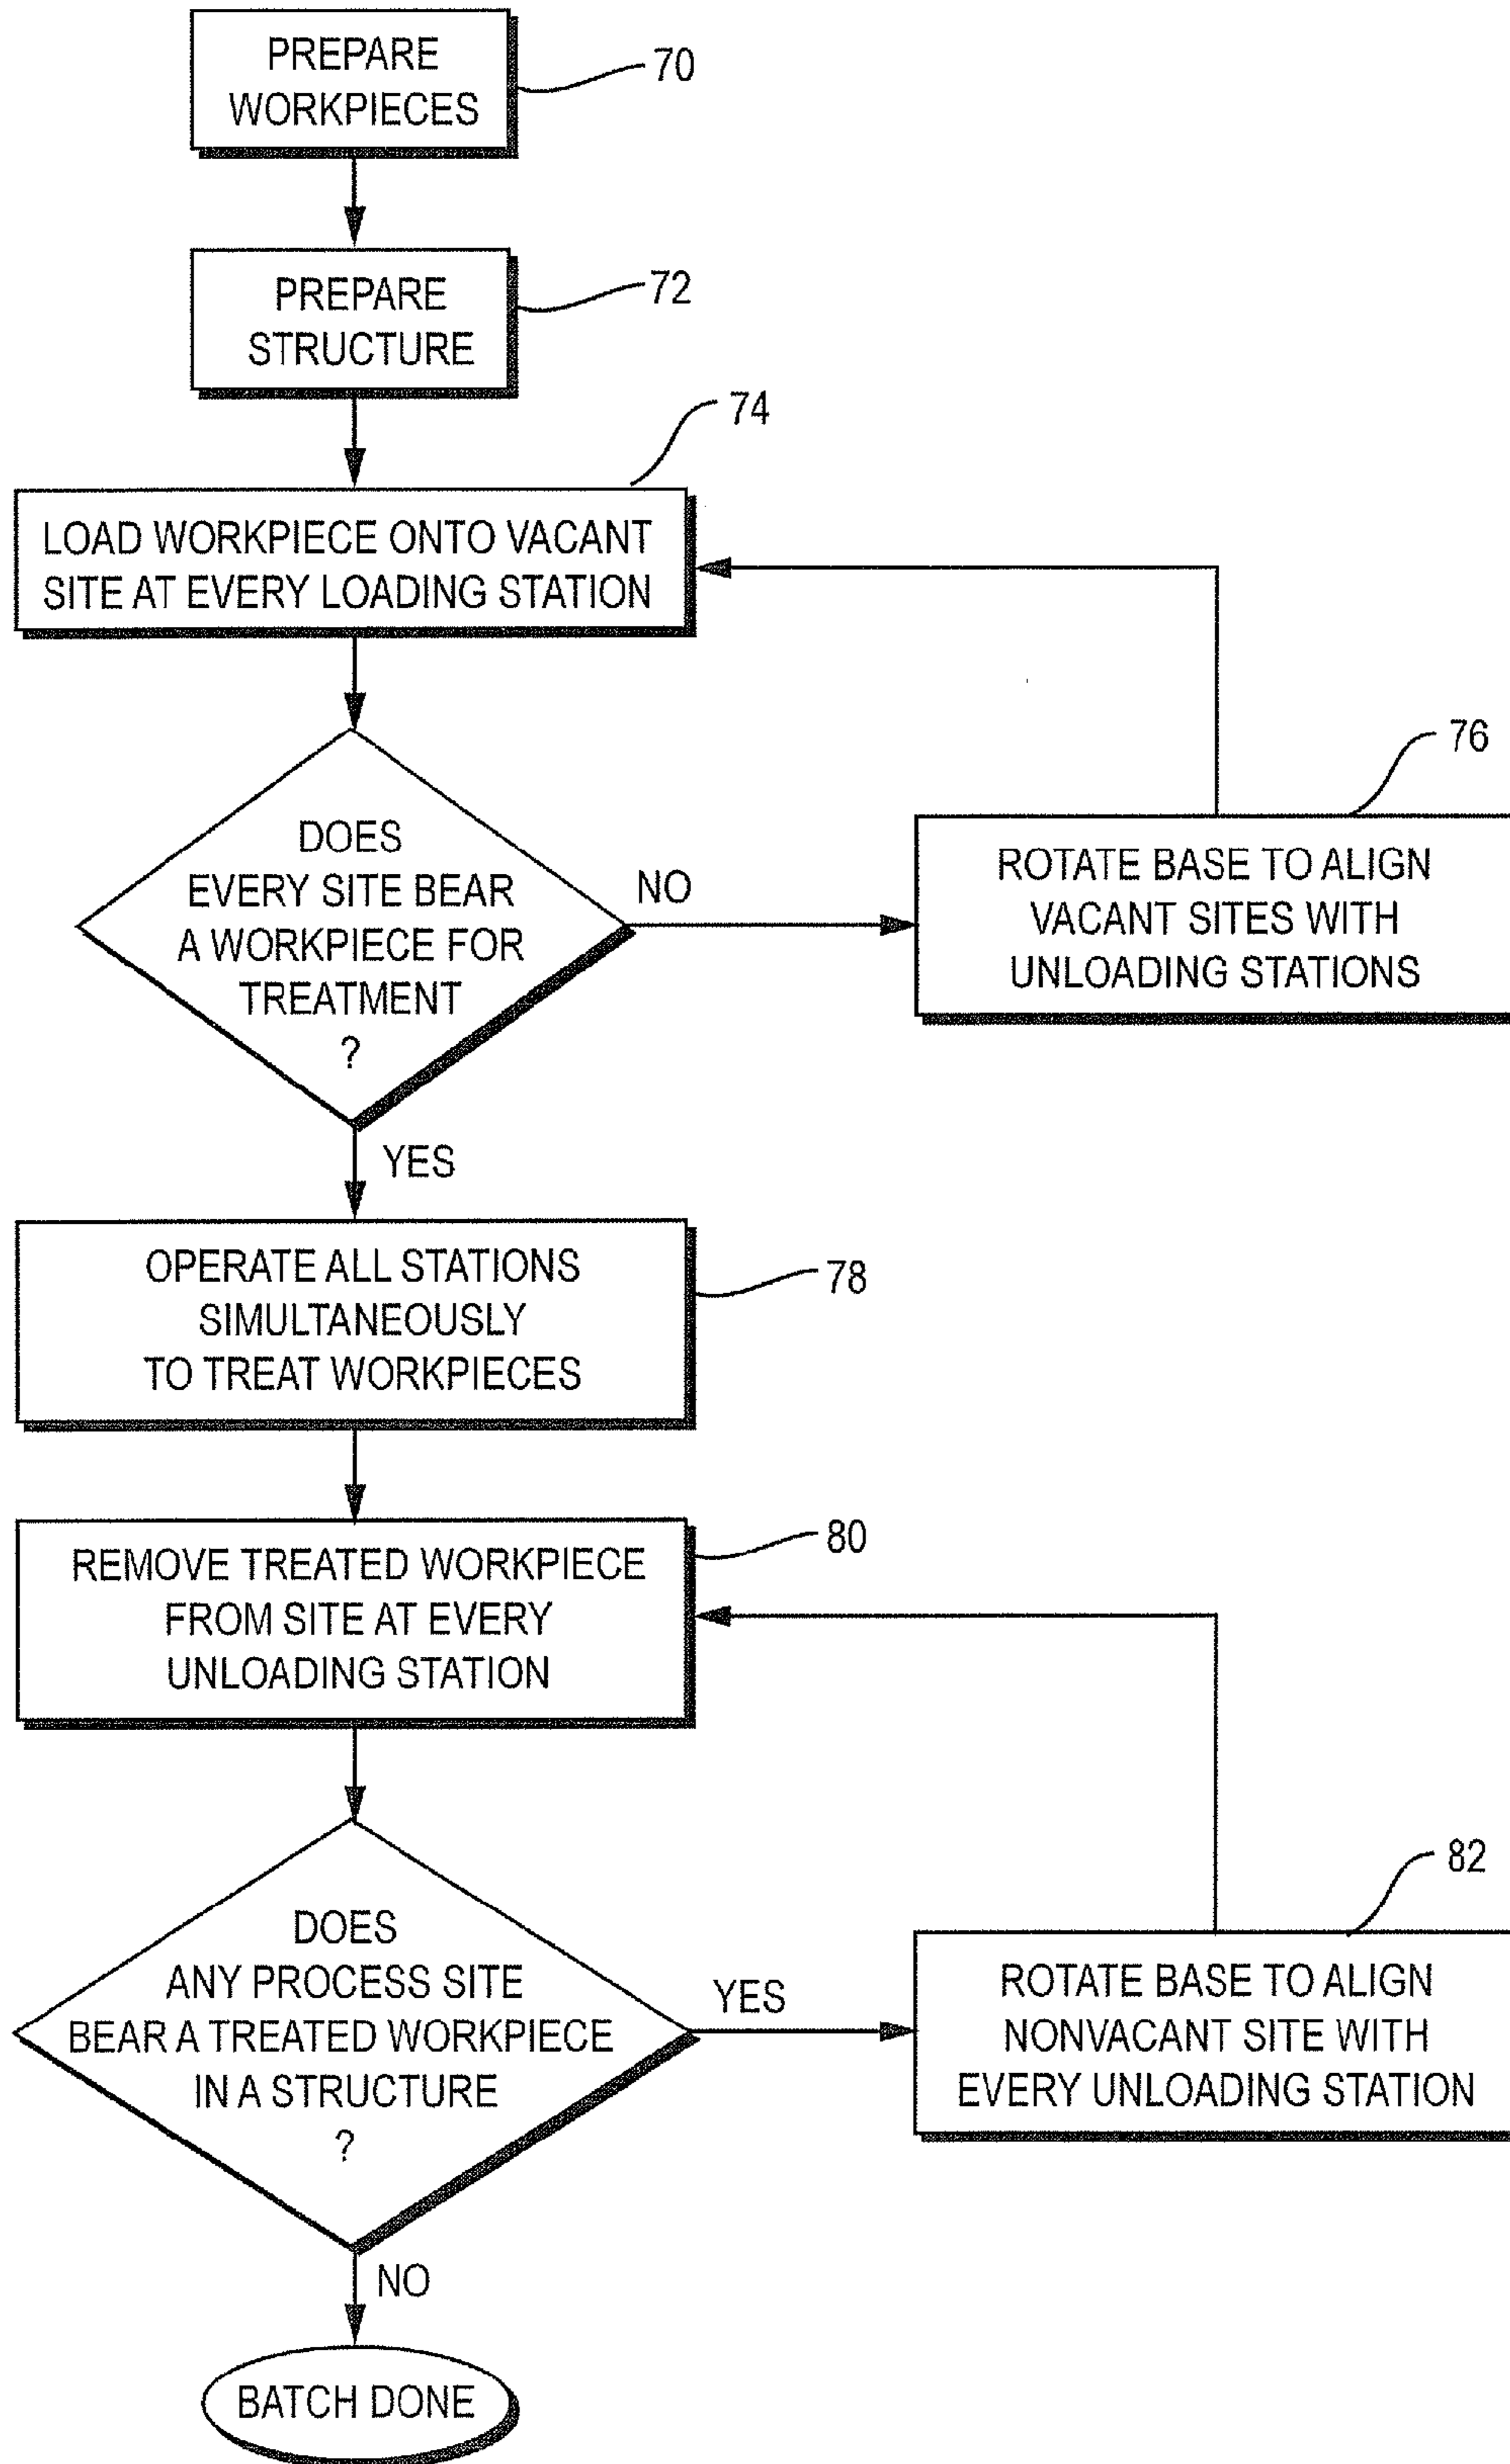 PREPARE
WORKPIECES
70
PREPARE
STRUCTURE
72
74
LOAD WORKPIECE ONTO VACANT
SITE AT EVERY LOADING STATION
DOES
EVERY SITE BEAR
A WORKPIECE FOR
TREATMENT
?
NO
76
ROTATE BASE TO ALIGN
VACANT SITES WITH
UNLOADING STATIONS
YES
OPERATE ALL STATIONS
SIMULTANEOUSLY
TO TREAT WORKPIECES
78
REMOVE TREATED WORKPIECE
FROM SITE AT EVERY
UNLOADING STATION
80
DOES
ANY PROCESS SITE
BEAR A TREATED WORKPIECE
IN A STRUCTURE
?
YES
82
ROTATE BASE TO ALIGN
NONVACANT SITE WITH
EVERY UNLOADING STATION
NO
BATCH DONE